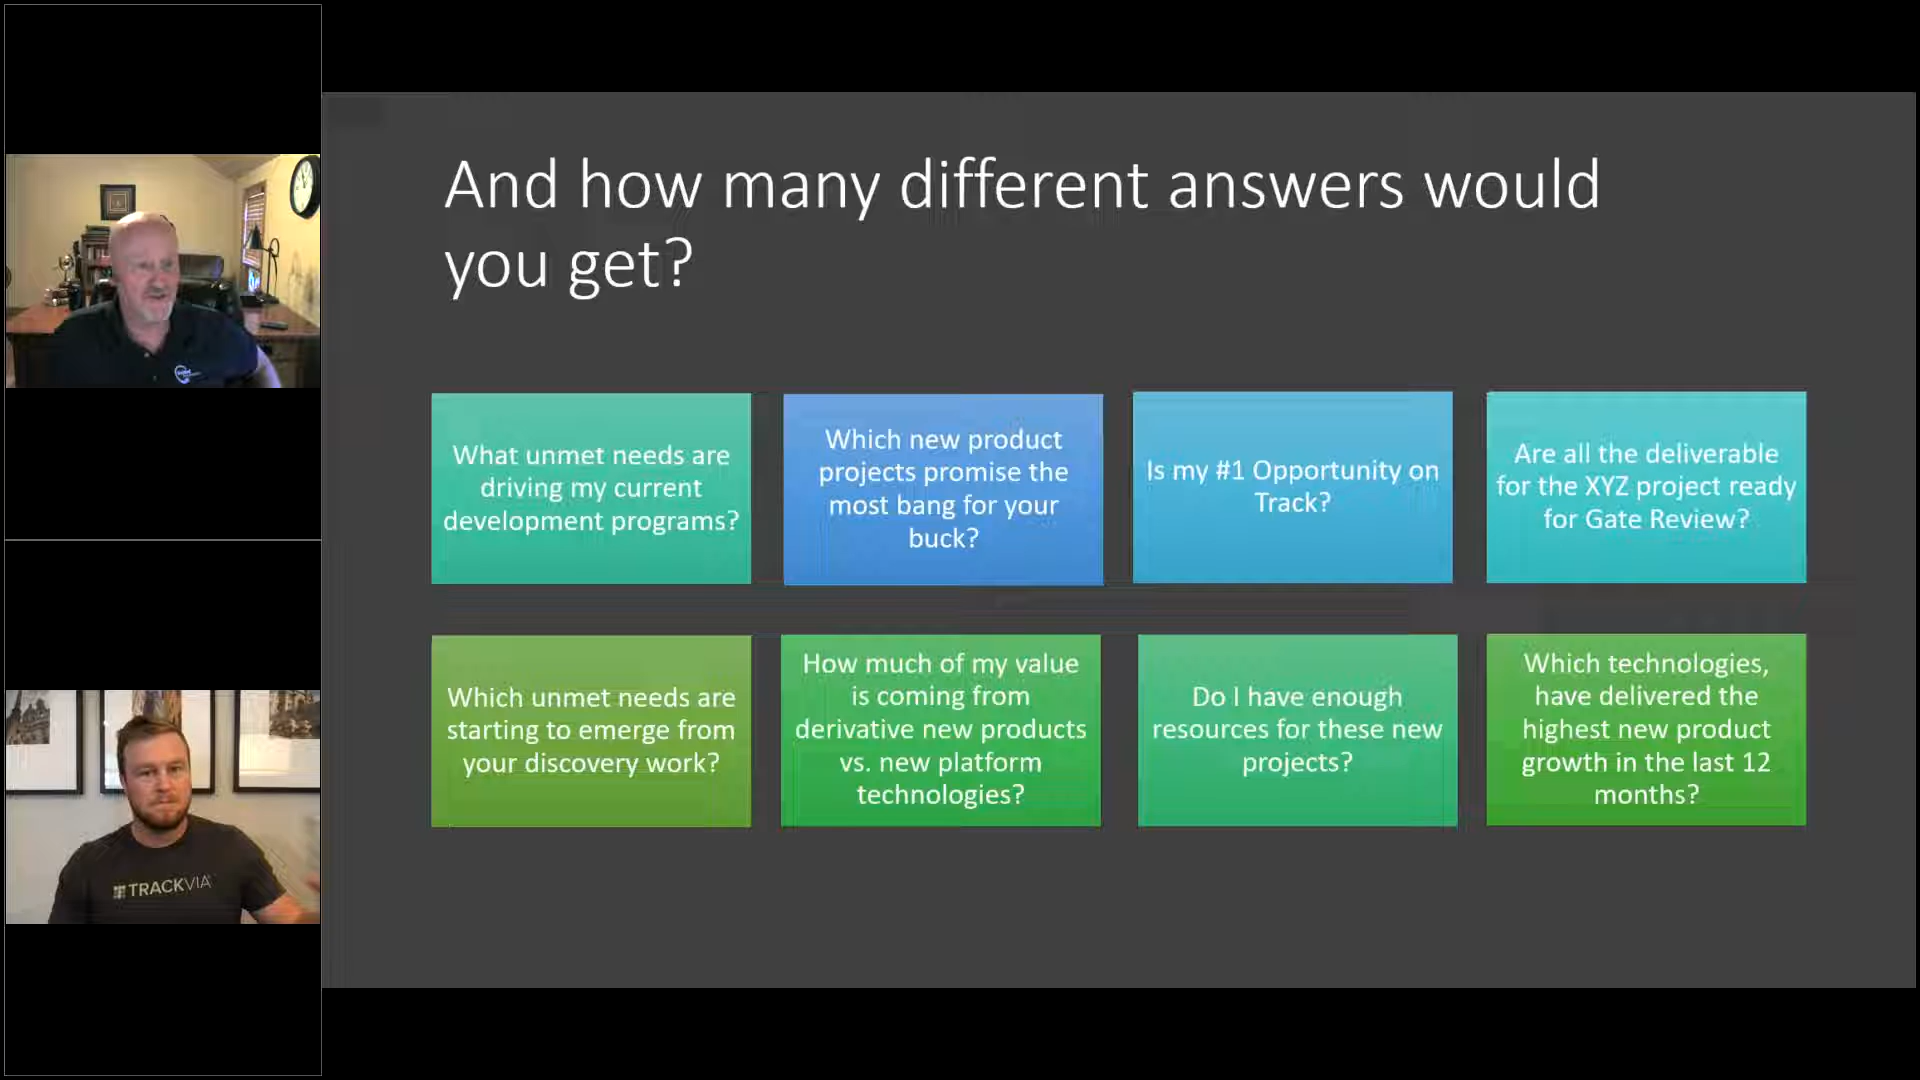 And how many different answers would
you get?
What unmet needs are
driving my current
development programs?
Which new product
projects promise the
most bang for your
buck?
Is my #1 Opportunity on
Track?
Are all the deliverable
for the XYZ project ready
for Gate Review?
Which unmet needs are
starting to emerge from
your discovery work?
How much of my value
is coming from
derivative new products
vs. new platform
technologies?
Do I have enough
resources for these new
projects?
Which technologies,
have delivered the
highest new product
growth in the last 12
months?
TRACKVIA